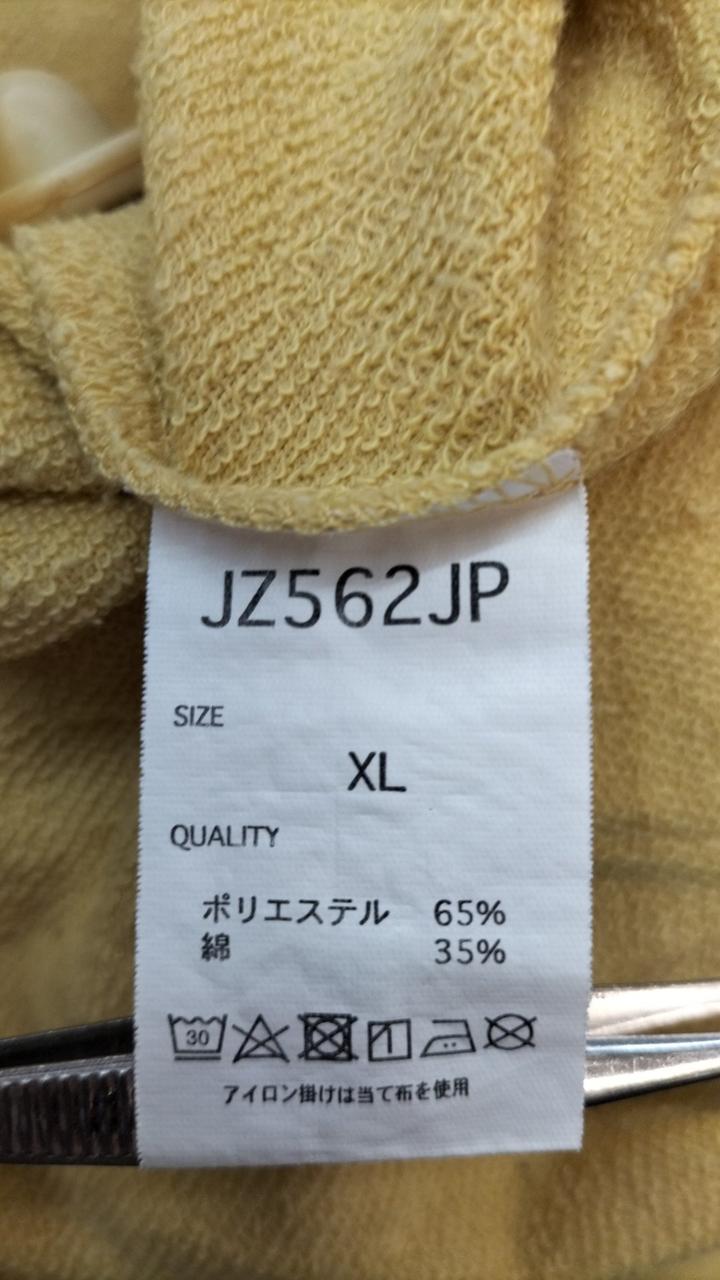 JZ562JP
SIZE
XL
QUALITY
ポリエステル 65%
綿 35%
30
アイロン掛けは当て布を使用